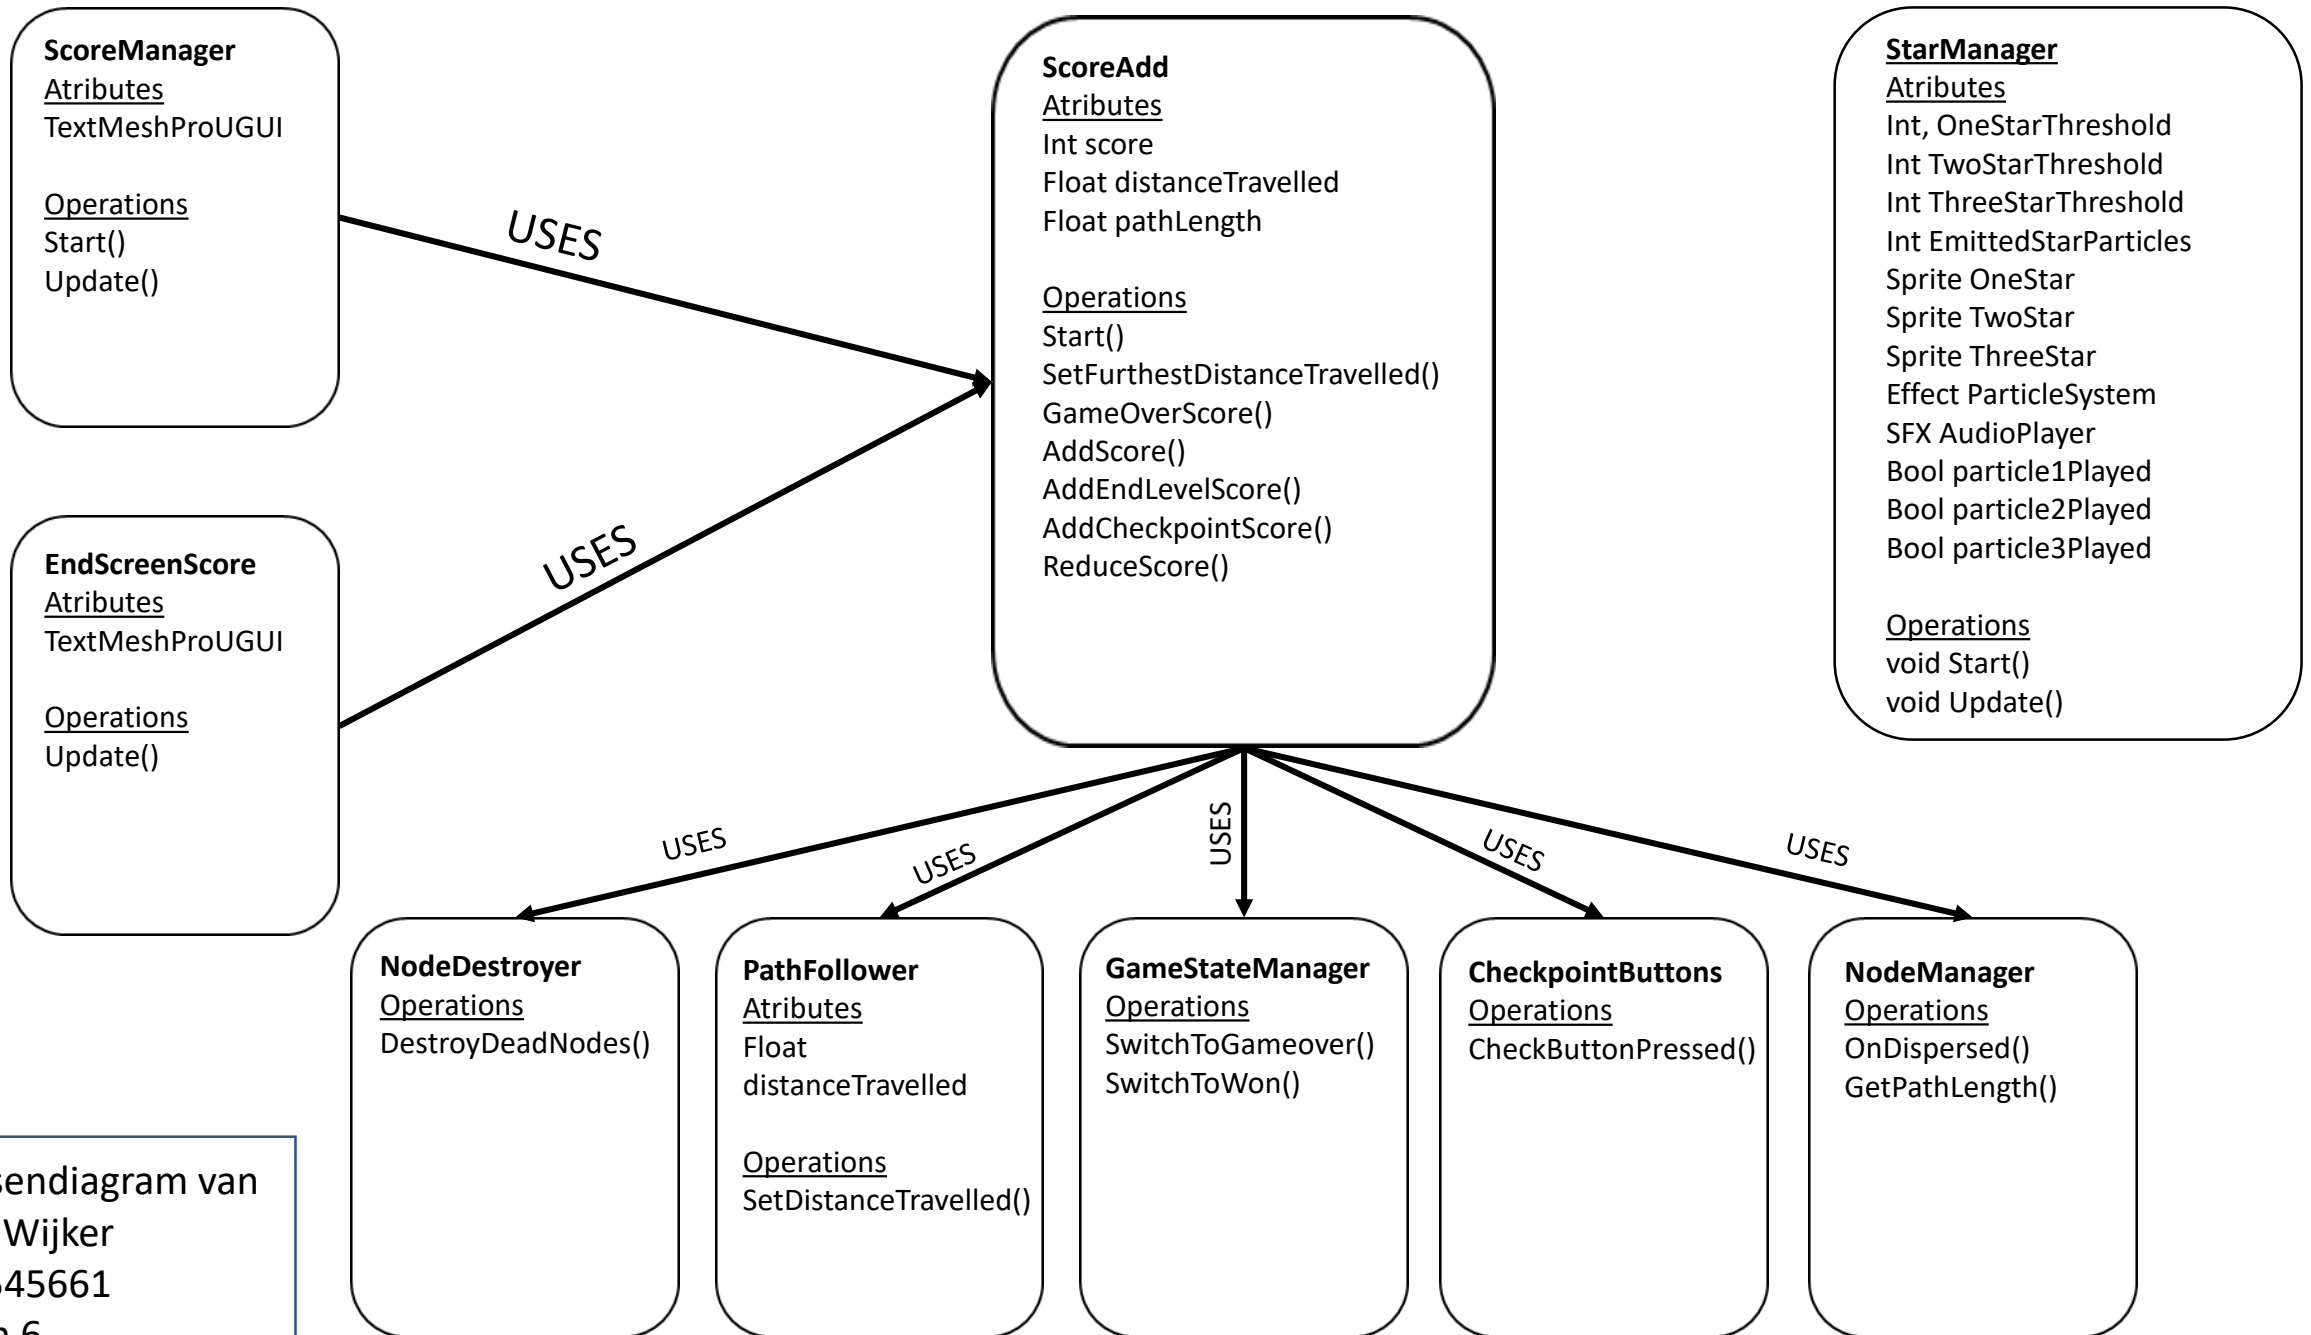 ScoreManager
Atributes
TextMeshProUGUI
Operations
Start()
Update()
USES
EndScreenScore
Atributes
TextMeshProUGUI
Operations
Update()
USES
ScoreAdd
Atributes
Int score
Float distanceTravelled
Float pathLength
Operations
Start()
SetFurthestDistanceTravelled()
GameOverScore()
AddScore()
AddEndLevelScore()
AddCheckpointScore()
ReduceScore()
StarManager
Atributes
Int, OneStarThreshold
Int TwoStarThreshold
Int ThreeStarThreshold
Int EmittedStarParticles
Sprite OneStar
Sprite TwoStar
Sprite ThreeStar
Effect ParticleSystem
SFX AudioPlayer
Bool particle1Played
Bool particle2Played
Bool particle3Played
Operations
void Start()
void Update()
USES
USES
USES
USES
USES
NodeDestroyer
Operations
DestroyDeadNodes()
PathFollower
Atributes
Float
distanceTravelled
Operations
SetDistanceTravelled()
GameStateManager
Operations
SwitchToGameover()
SwitchToWon()
CheckpointButtons
Operations
CheckButtonPressed()
NodeManager
Operations
OnDispersed()
GetPathLength()
sendiagram van
Wijker
45661
6